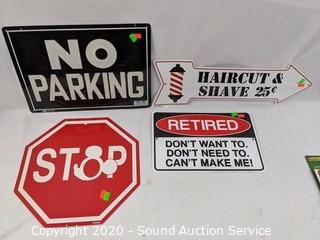 NO
PARKING
HAIRCUT &
SHAVE 25¢
STOP
RETIRED
DON'T WANT TO.
DON'T NEED TO.
CAN'T MAKE ME!
Copyright 2020 - Sound Auction Service